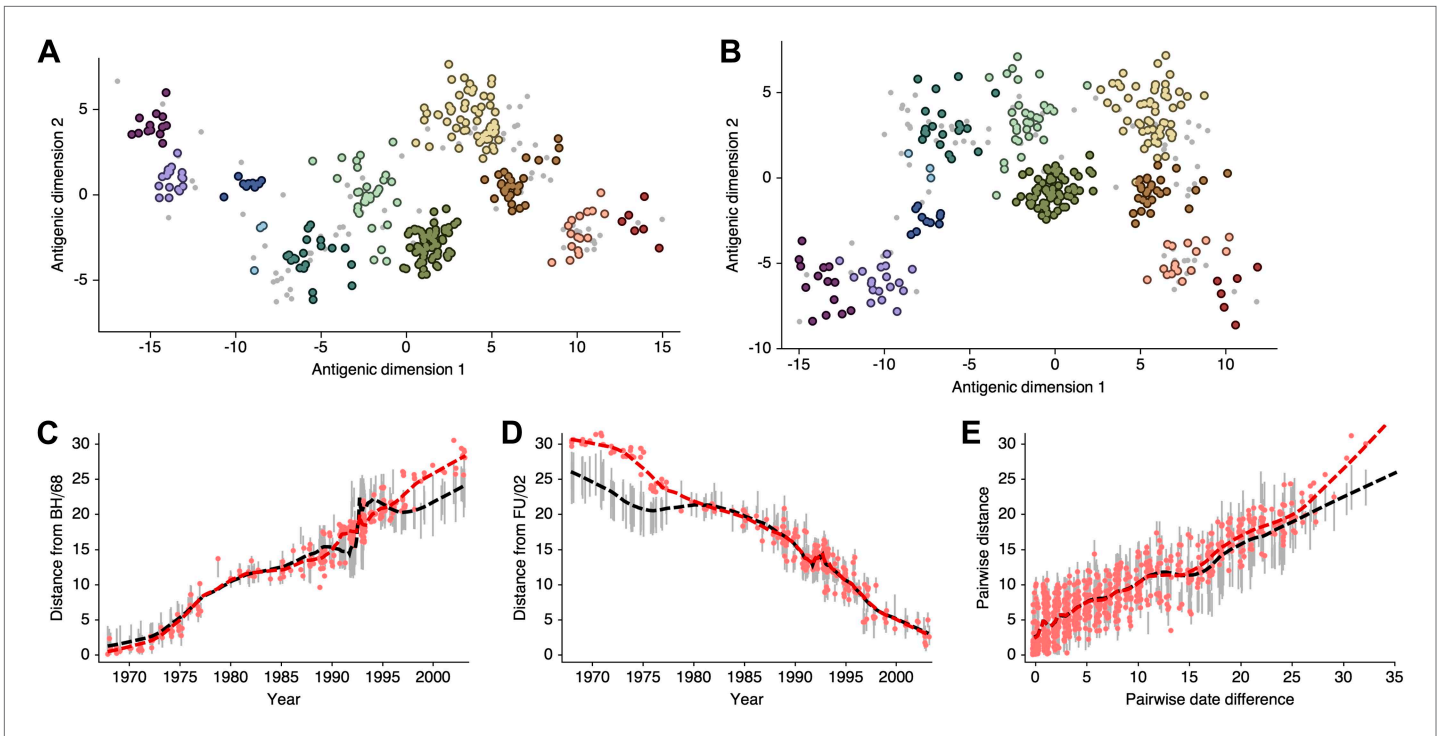 A
5
0
-5
Antigenic dimension 2
-15 -10 -5 0 5 10 15
Antigenic dimension 1
B
5
0
-5
-10
Antigenic dimension 2
-15 -10 -5 0 5 10
Antigenic dimension 1
C
30
25
20
15
10
5
0
Distance from BH/68
1970 1975 1980 1985 1990 1995 2000
Year
D
30
25
20
15
10
5
0
Distance from FU/02
1970 1975 1980 1985 1990 1995 2000
Year
E
30
25
20
15
10
5
0
Pairwise distance
0 5 10 15 20 25 30 35
Pairwise date difference